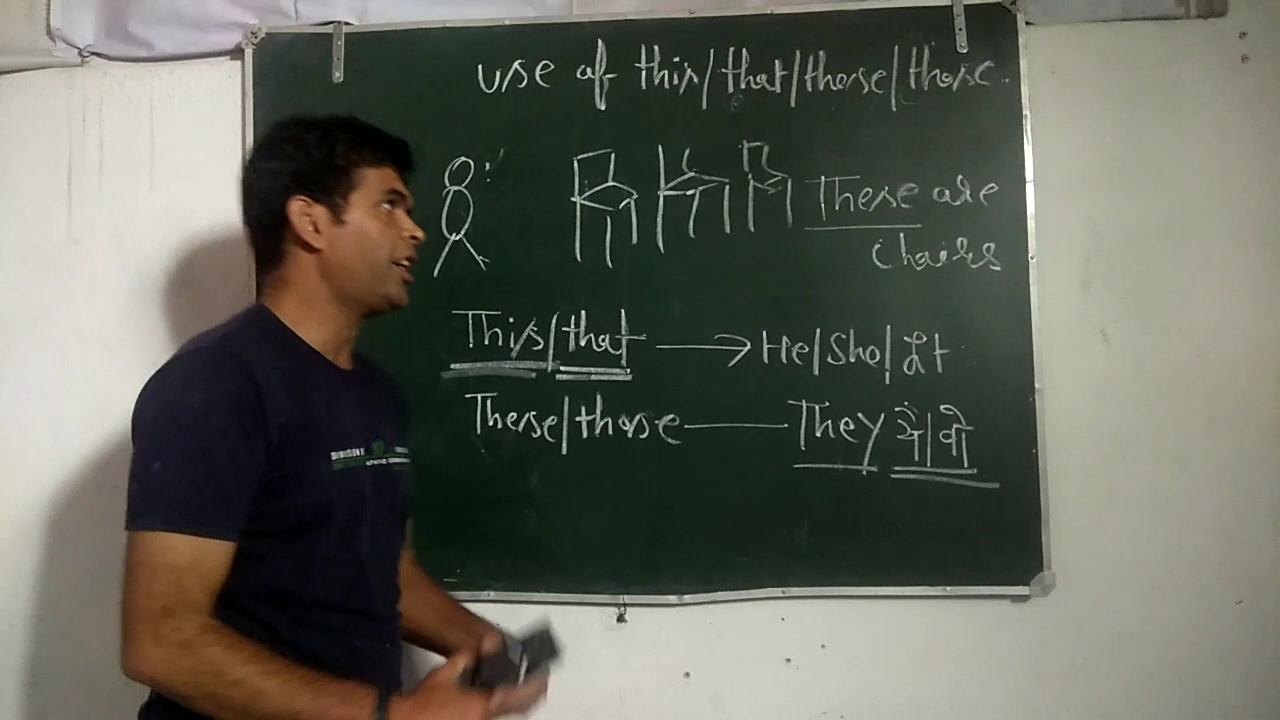 use of this/that/these/those.
These are
chairs
This/that → He/She/It
These/those — They ये/वो